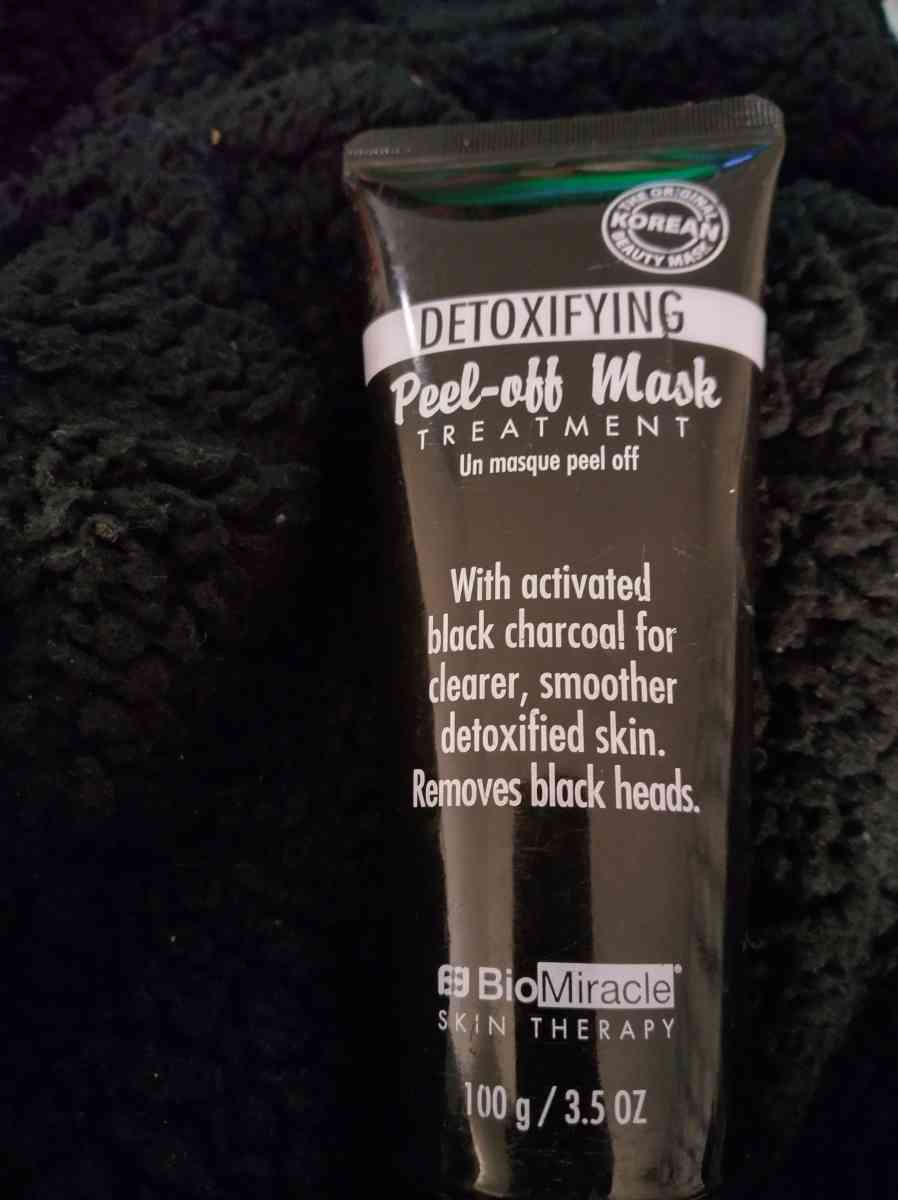 THE ORIGINAL
KOREAN
BEAUTY MASK
DETOXIFYING
Peel-off Mask
TREATMENT
Un masque peel off
With activated
black charcoal for
clearer, smoother
detoxified skin.
Removes black heads.
BioMiracle®
SKIN THERAPY
100 g / 3.5 OZ